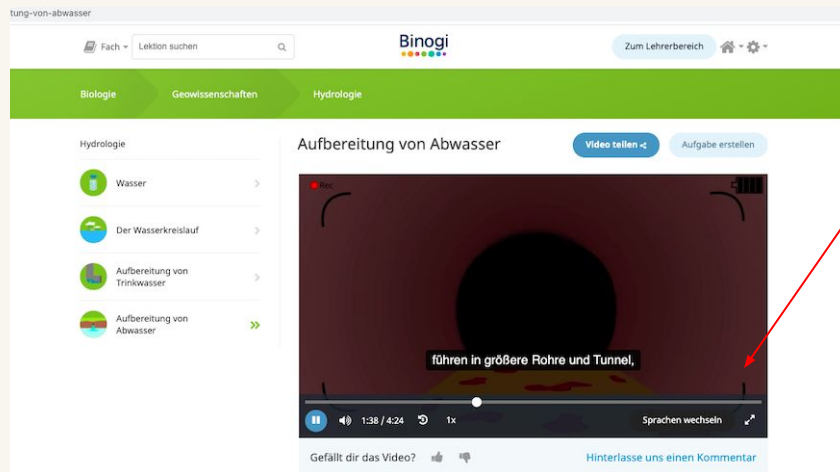 tung-von-abwasser
Fach
Lektion suchen
Binogi
Zum Lehrerbereich
Biologie
Geowissenschaften
Hydrologie
Hydrologie
Wasser
Der Wasserkreislauf
Aufbereitung von
Trinkwasser
Aufbereitung von
Abwasser
Aufbereitung von Abwasser
Video teilen
Aufgabe erstellen
Rec
führen in größere Rohre und Tunnel,
1:38 / 4:24
1x
Sprachen wechseln
Gefällt dir das Video?
Hinterlasse uns einen Kommentar